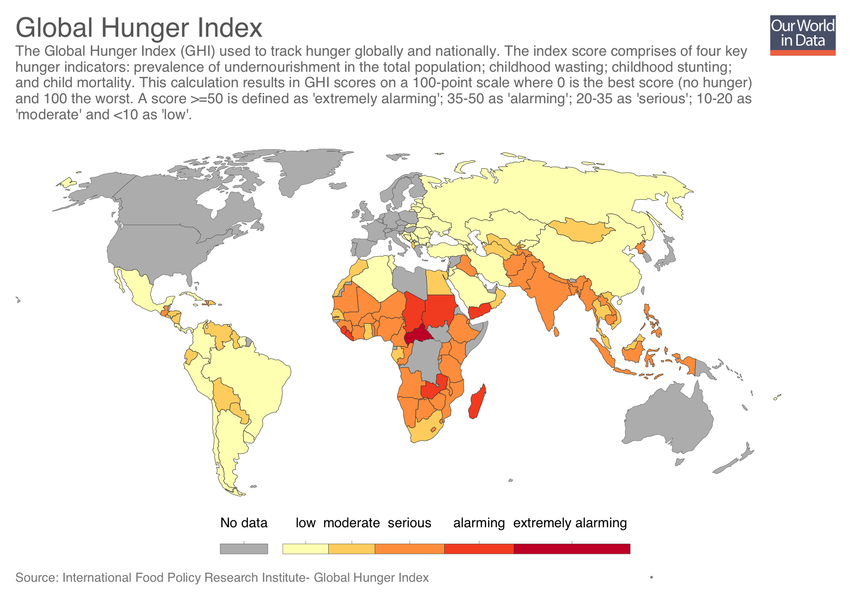 Global Hunger Index
Our World
in Data
The Global Hunger Index (GHI) used to track hunger globally and nationally. The index score comprises of four key
hunger indicators: prevalence of undernourishment in the total population; childhood wasting; childhood stunting;
and child mortality. This calculation results in GHI scores on a 100-point scale where 0 is the best score (no hunger)
and 100 the worst. A score >=50 is defined as 'extremely alarming'; 35-50 as 'alarming'; 20-35 as 'serious'; 10-20 as
'moderate' and <10 as 'low'.
No data low moderate serious alarming extremely alarming
Source: International Food Policy Research Institute- Global Hunger Index